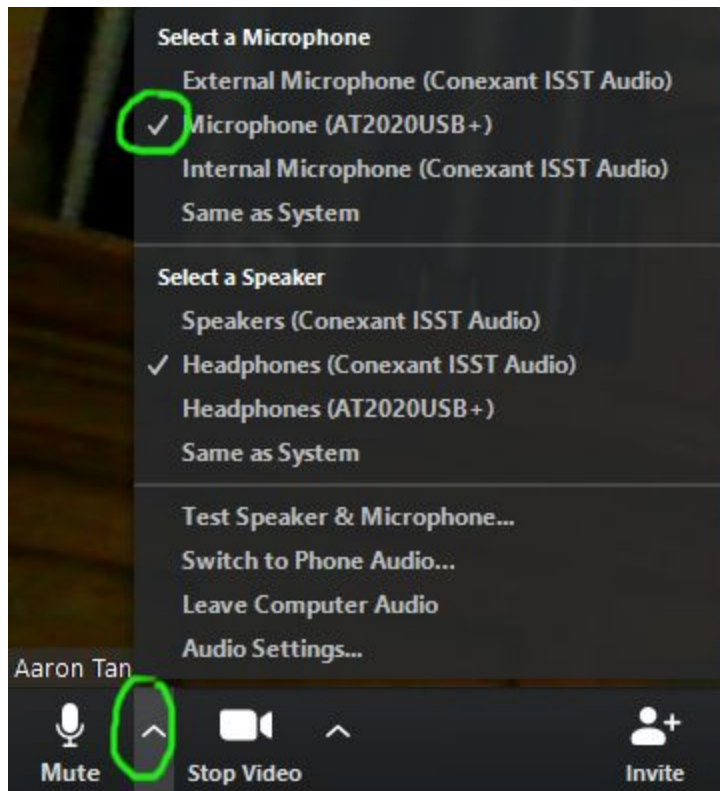 Select a Microphone
External Microphone (Conexant ISST Audio)
Microphone (AT2020USB+)
Internal Microphone (Conexant ISST Audio)
Same as System
Select a Speaker
Speakers (Conexant ISST Audio)
Headphones (Conexant ISST Audio)
Headphones (AT2020USB+)
Same as System
Test Speaker & Microphone...
Switch to Phone Audio...
Leave Computer Audio
Audio Settings...
Aaron Tan
Mute Stop Video Invite